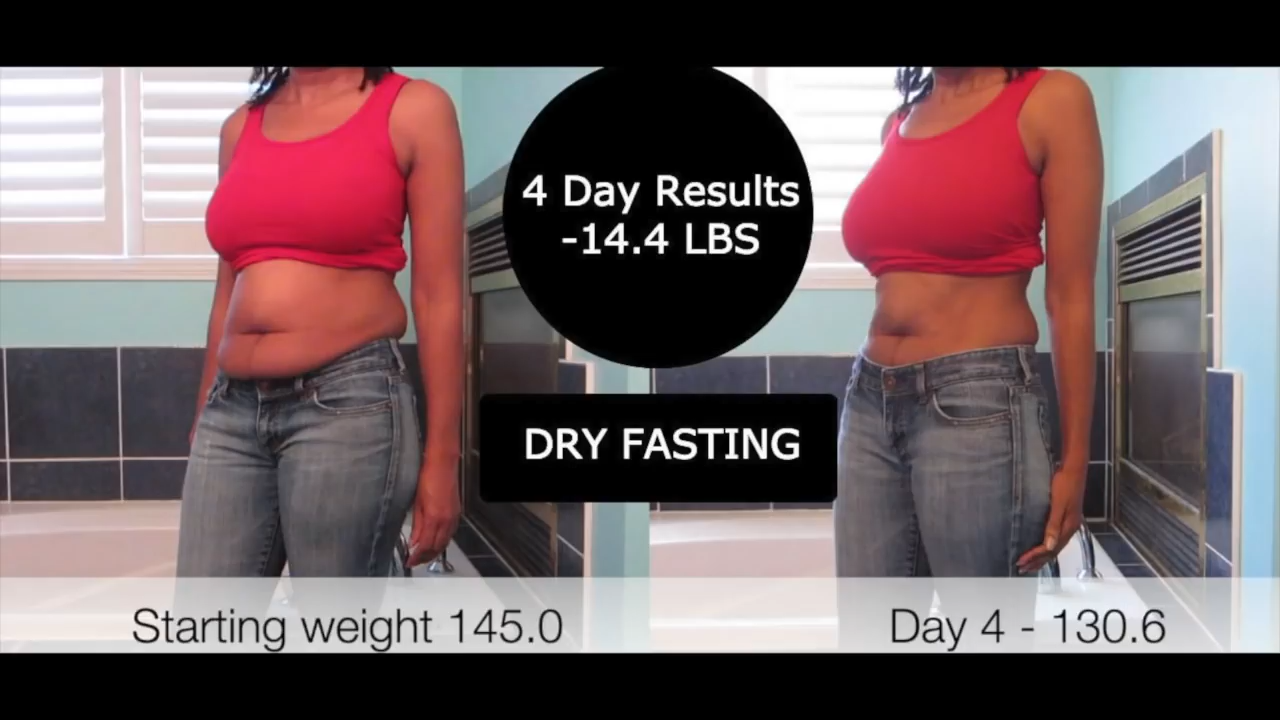 4 Day Results
-14.4 LBS
DRY FASTING
Starting weight 145.0
Day 4 - 130.6